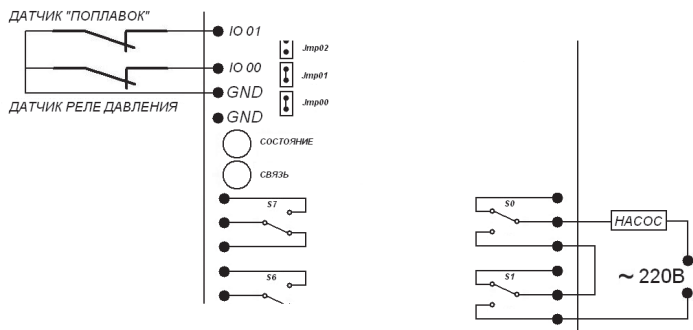 ДАТЧИК "ПОПЛАВОК"
IO 01
Jmp02
IO 00
Jmp01
GND
Jmp00
ДАТЧИК РЕЛЕ ДАВЛЕНИЯ
GND
СОСТОЯНИЕ
СВЯЗЬ
S7
S0
НАСОС
S6
S1
~ 220В